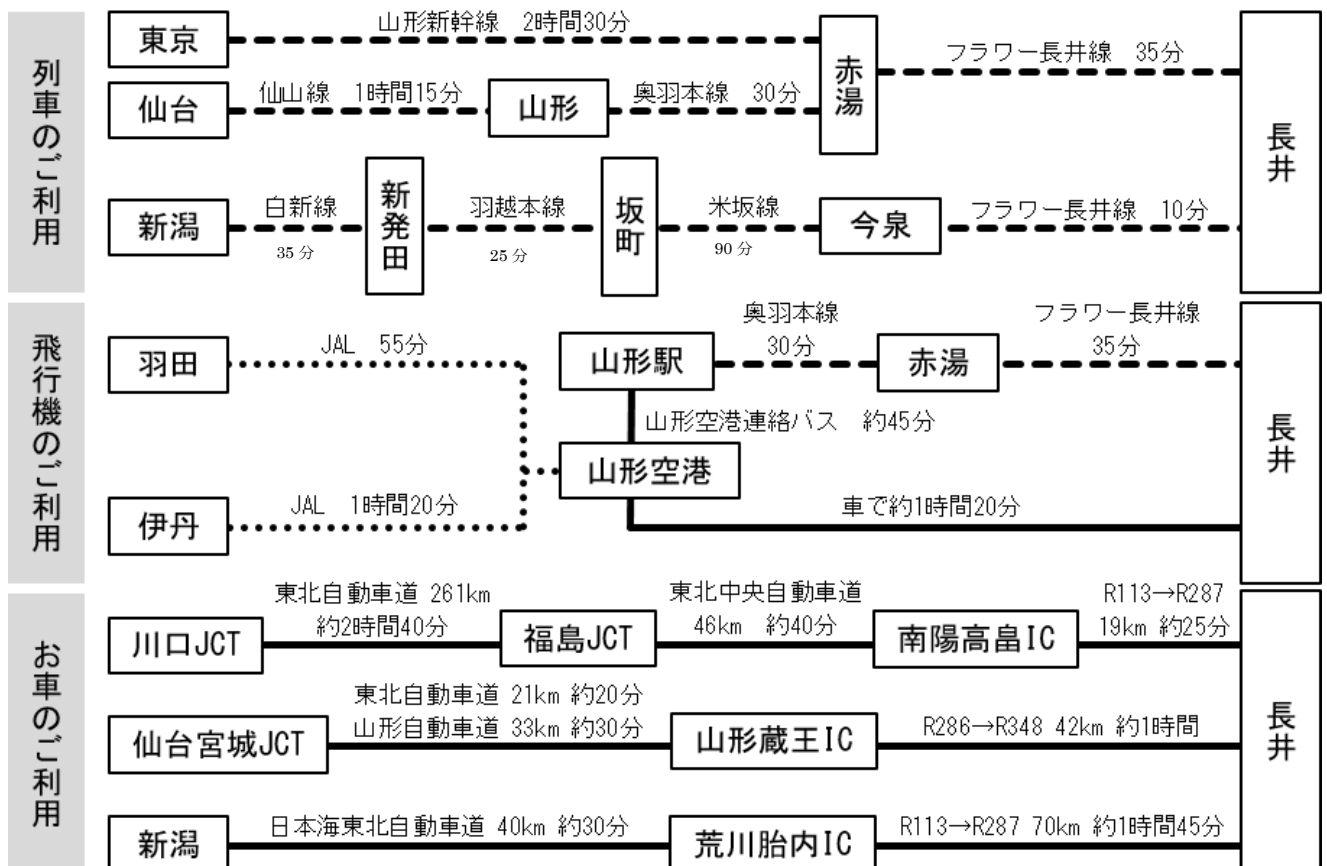 列車のご利用
東京
山形新幹線 2時間30分
赤湯
フラワー長井線 35分
長井
仙台
仙山線 1時間15分
山形
奥羽本線 30分
新潟
白新線
35分
新発田
羽越本線
25分
坂町
米坂線
90分
今泉
フラワー長井線 10分
飛行機のご利用
羽田
JAL 55分
山形駅
奥羽本線
30分
赤湯
フラワー長井線
35分
長井
山形空港連絡バス 約45分
山形空港
伊丹
JAL 1時間20分
車で約1時間20分
お車のご利用
川口JCT
東北自動車道 261km
約2時間40分
福島JCT
東北中央自動車道
46km 約40分
南陽高畠IC
R113→R287
19km 約25分
長井
仙台宮城JCT
東北自動車道 21km 約20分
山形自動車道 33km 約30分
山形蔵王IC
R286→R348 42km 約1時間
新潟
日本海東北自動車道 40km 約30分
荒川胎内IC
R113→R287 70km 約1時間45分